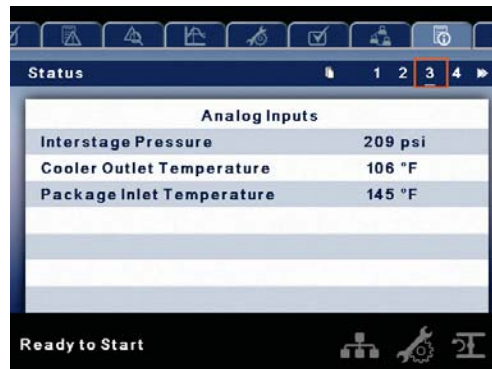 Status 1 2 3 4
Analog Inputs
Interstage Pressure 209 psi
Cooler Outlet Temperature 106 °F
Package Inlet Temperature 145 °F
Ready to Start